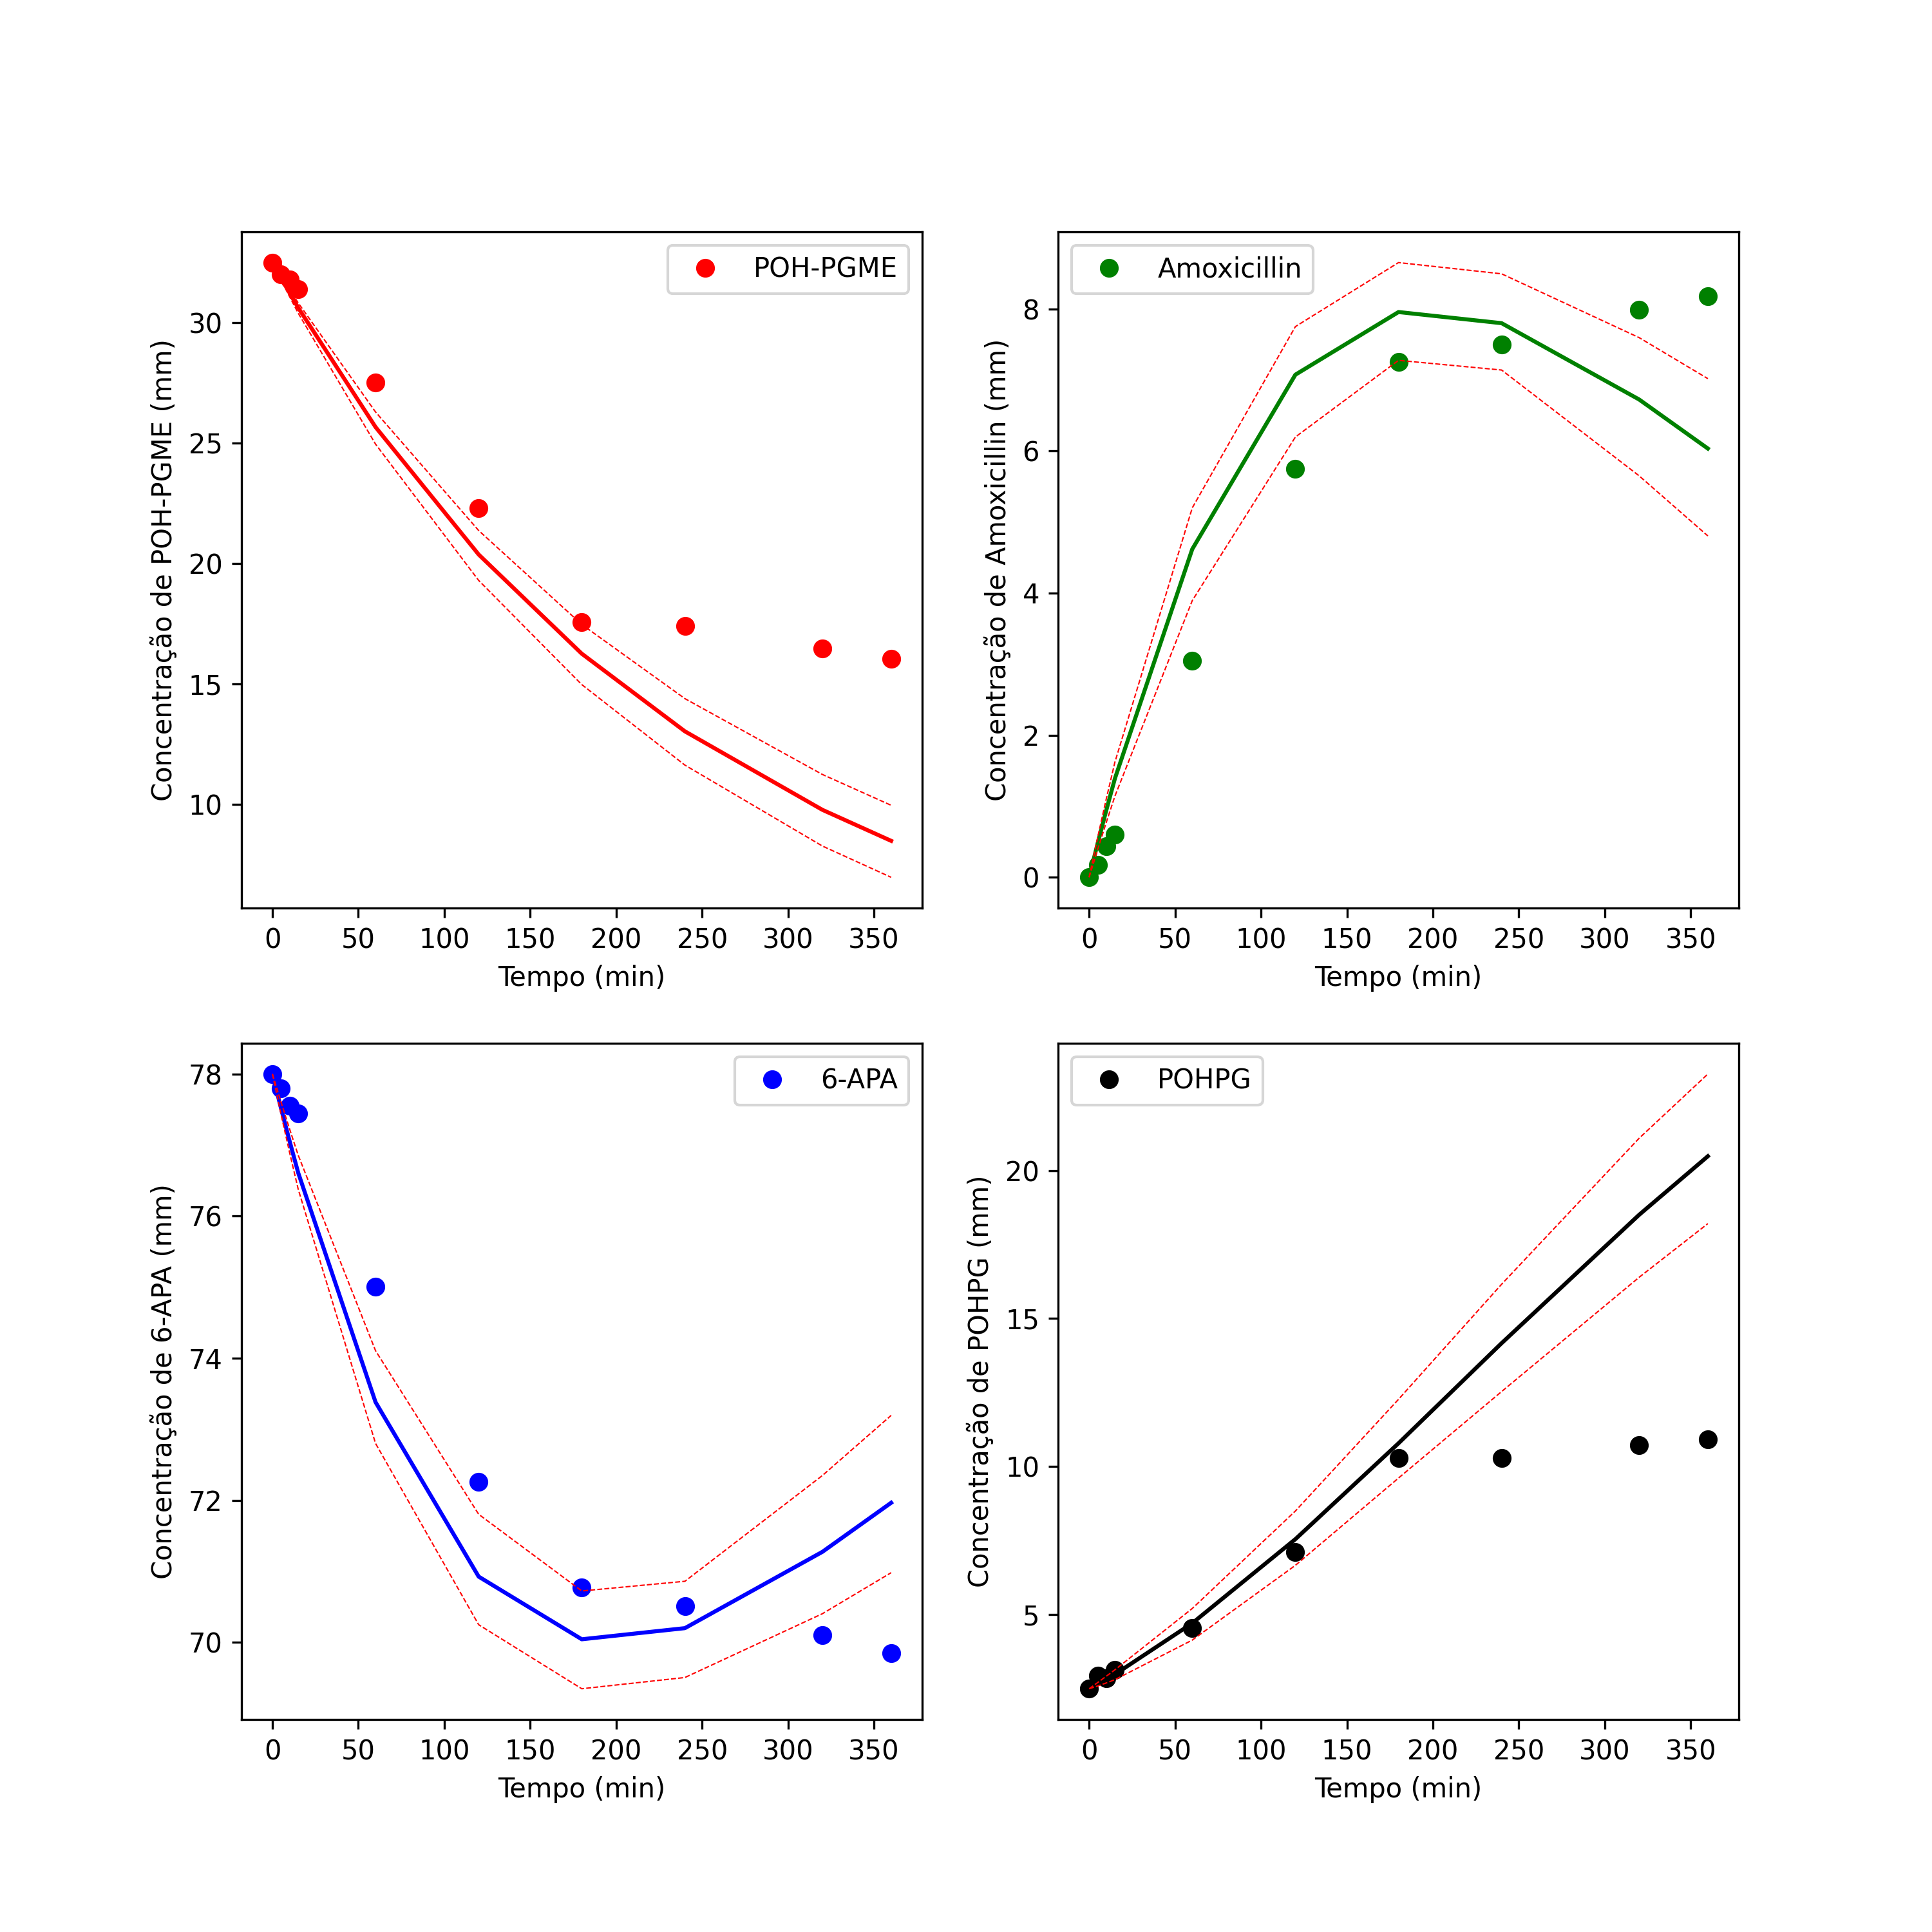 POH-PGME
Concentração de POH-PGME (mm)
30
25
20
15
10
0 50 100 150 200 250 300 350
Tempo (min)
Amoxicillin
Concentração de Amoxicillin (mm)
8
6
4
2
0
0 50 100 150 200 250 300 350
Tempo (min)
6-APA
Concentração de 6-APA (mm)
78
76
74
72
70
0 50 100 150 200 250 300 350
Tempo (min)
POHPG
Concentração de POHPG (mm)
20
15
10
5
0 50 100 150 200 250 300 350
Tempo (min)